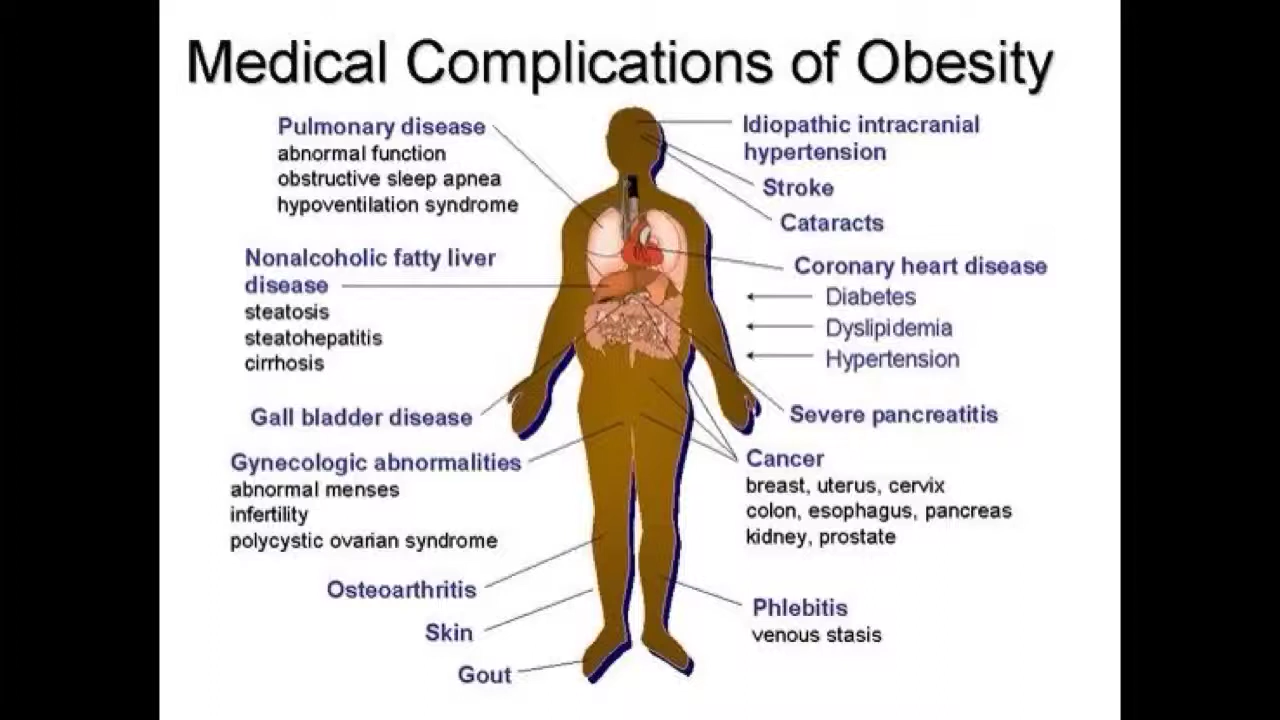 Medical Complications of Obesity
Pulmonary disease
abnormal function
obstructive sleep apnea
hypoventilation syndrome
Nonalcoholic fatty liver
disease
steatosis
steatohepatitis
cirrhosis
Gall bladder disease
Gynecologic abnormalities
abnormal menses
infertility
polycystic ovarian syndrome
Osteoarthritis
Skin
Gout
Idiopathic intracranial
hypertension
Stroke
Cataracts
Coronary heart disease
Diabetes
Dyslipidemia
Hypertension
Severe pancreatitis
Cancer
breast, uterus, cervix
colon, esophagus, pancreas
kidney, prostate
Phlebitis
venous stasis